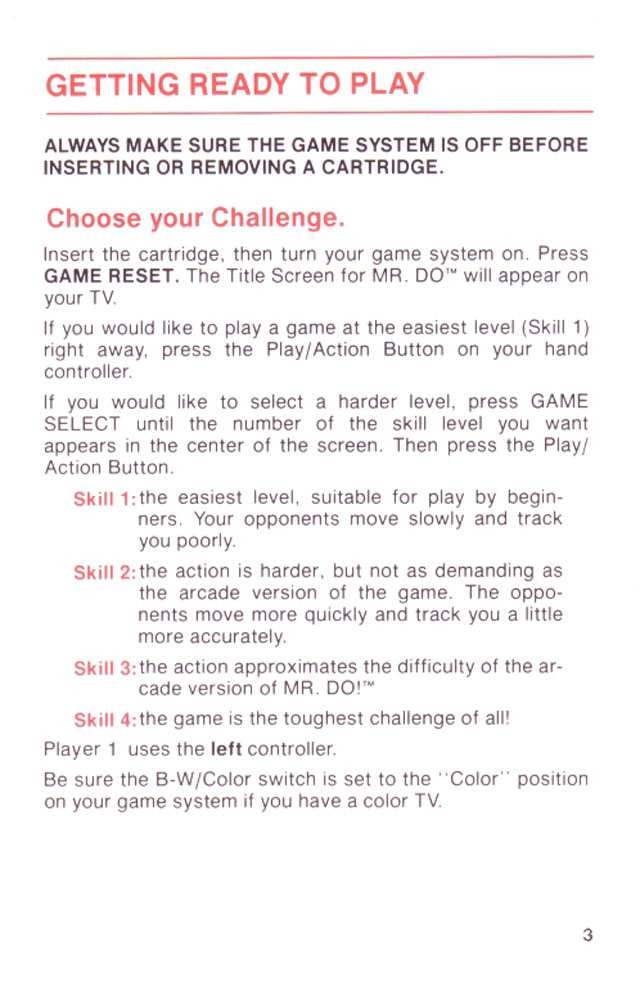 GETTING READY TO PLAY
ALWAYS MAKE SURE THE GAME SYSTEM IS OFF BEFORE
INSERTING OR REMOVING A CARTRIDGE.
Choose your Challenge.
Insert the cartridge, then turn your game system on. Press
GAME RESET. The Title Screen for MR. DO™ will appear on
your TV.
If you would like to play a game at the easiest level (Skill 1)
right away, press the Play/Action Button on your hand
controller.
If you would like to select a harder level, press GAME
SELECT until the number of the skill level you want
appears in the center of the screen. Then press the Play/
Action Button.
Skill 1: the easiest level, suitable for play by begin-
ners. Your opponents move slowly and track
you poorly.
Skill 2: the action is harder, but not as demanding as
the arcade version of the game. The oppo-
nents move more quickly and track you a little
more accurately.
Skill 3: the action approximates the difficulty of the ar-
cade version of MR. DO!™
Skill 4: the game is the toughest challenge of all!
Player 1 uses the left controller.
Be sure the B-W/Color switch is set to the "Color" position
on your game system if you have a color TV.
3